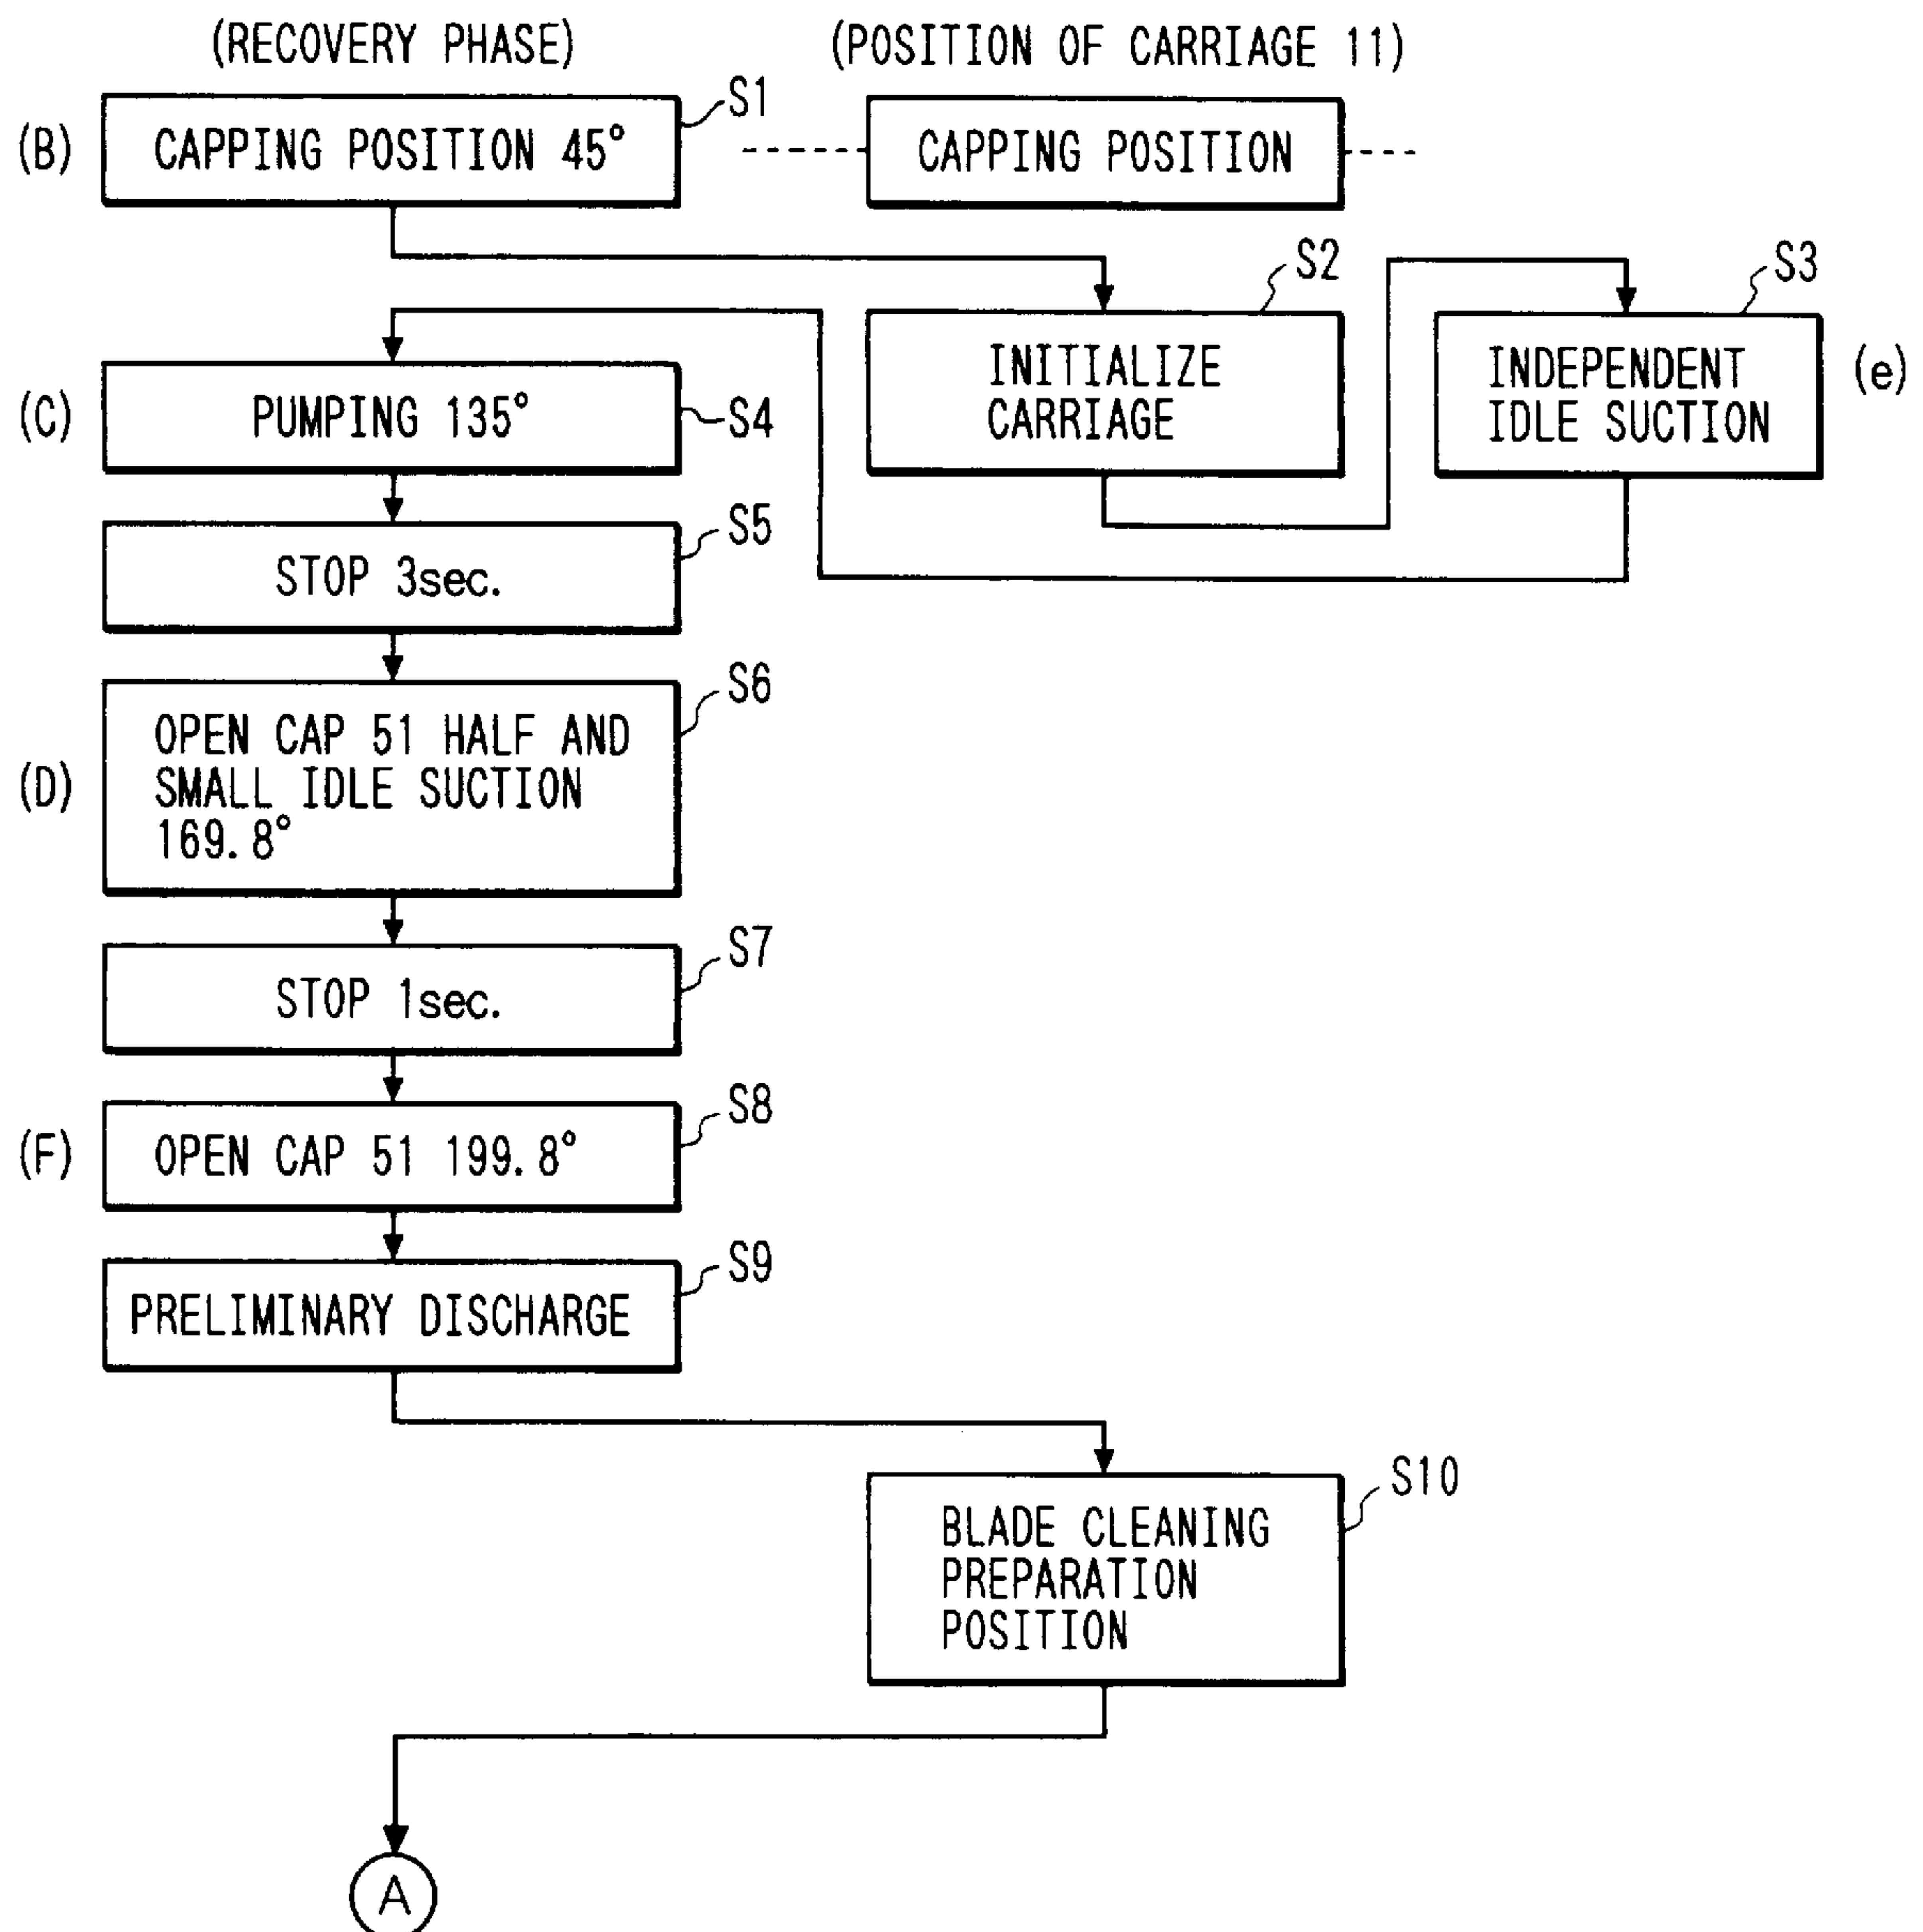 (RECOVERY PHASE)
(POSITION OF CARRIAGE 11)
(B)
CAPPING POSITION 45°
S1
CAPPING POSITION
S2
INITIALIZE
CARRIAGE
S3
INDEPENDENT
IDLE SUCTION
(e)
(C)
PUMPING 135°
S4
STOP 3sec.
S5
(D)
OPEN CAP 51 HALF AND
SMALL IDLE SUCTION
169.8°
S6
STOP 1sec.
S7
(F)
OPEN CAP 51 199.8°
S8
PRELIMINARY DISCHARGE
S9
BLADE CLEANING
PREPARATION
POSITION
S10
A